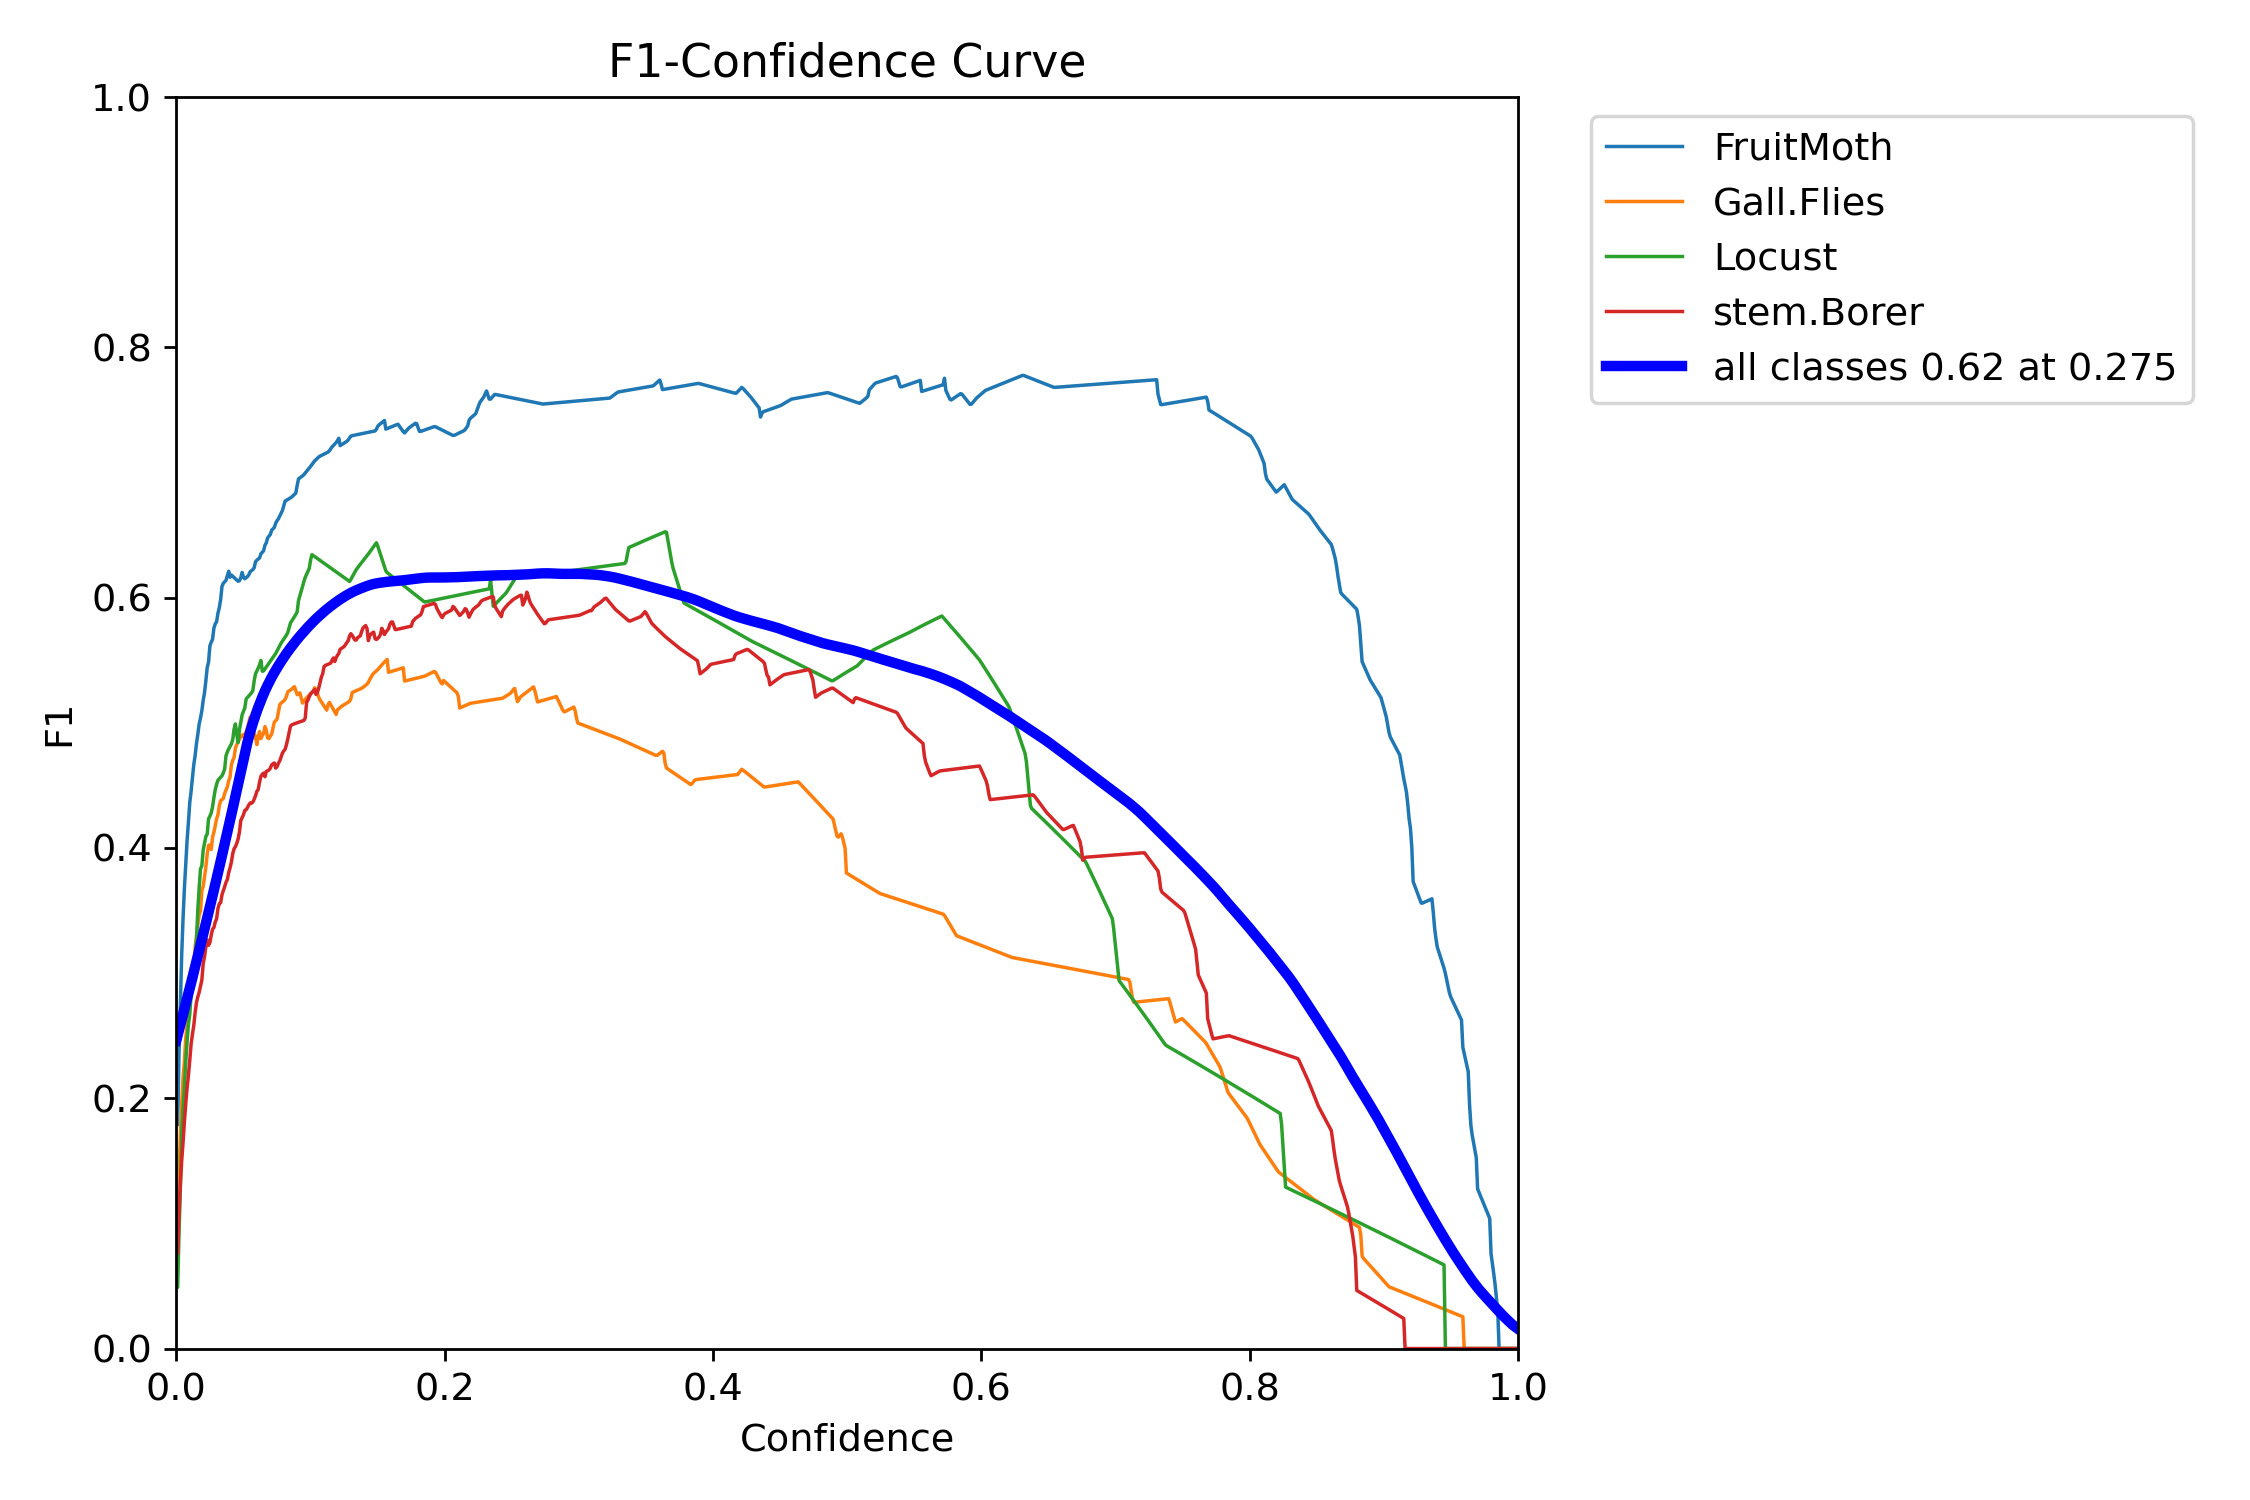 F1-Confidence Curve
1.0
0.8
0.6
0.4
0.2
0.0
F1
0.0 0.2 0.4 0.6 0.8 1.0
Confidence
FruitMoth
Gall.Flies
Locust
stem.Borer
all classes 0.62 at 0.275